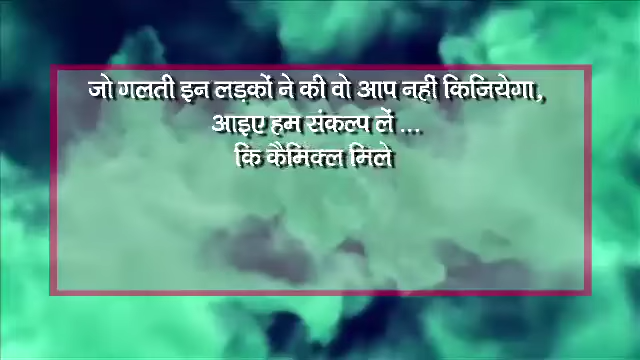 जो गलती इन लड़कों ने की वो आप नहीं किजियेगा,
आइए हम संकल्प लें ...
कि कैमिक्ल मिले